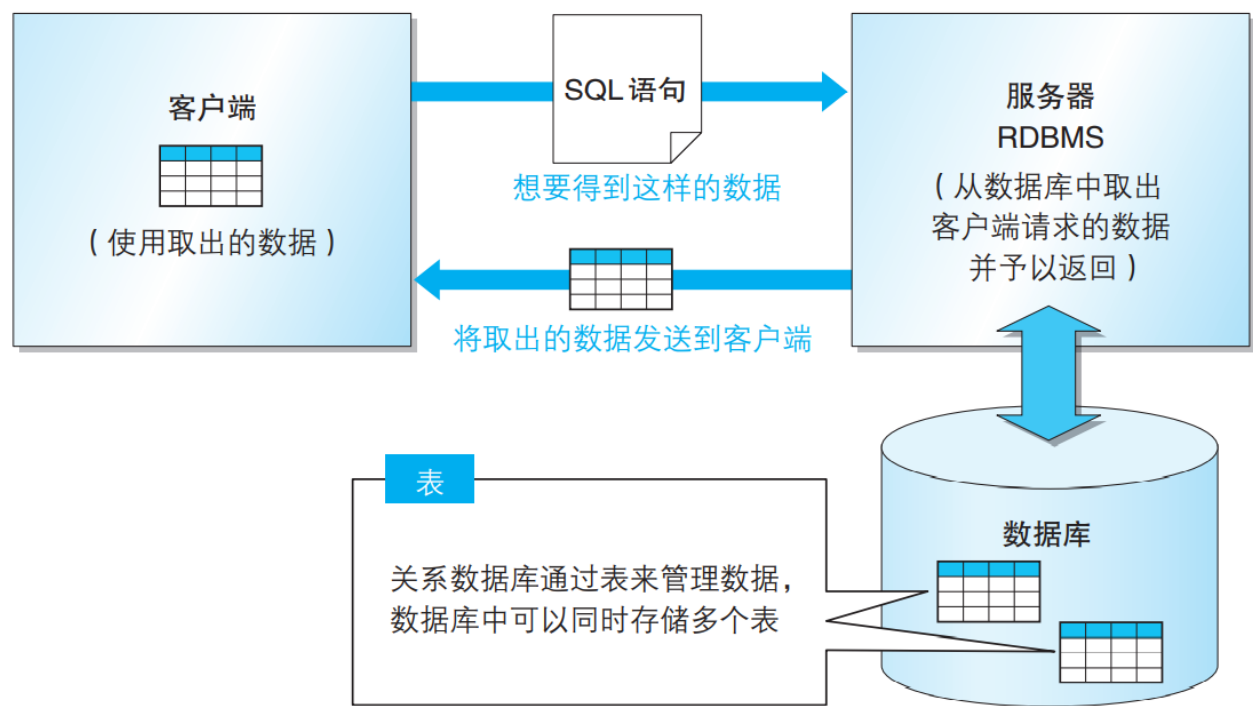 客户端
（使用取出的数据）
SQL 语句
想要得到这样的数据
将取出的数据发送到客户端
服务器
RDBMS
（从数据库中取出
客户端请求的数据
并予以返回）
表
关系数据库通过表来管理数据，
数据库中可以同时存储多个表
数据库